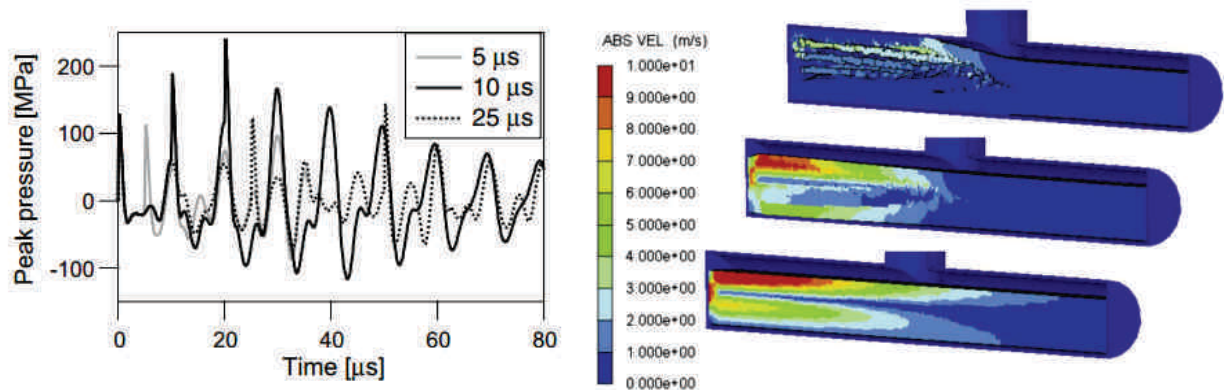 Peak pressure [MPa]
200
100
0
-100
5 μs
10 μs
25 μs
0
20
40
60
80
Time [μs]
ABS VEL (m/s)
1.000e+01
9.000e+00
8.000e+00
7.000e+00
6.000e+00
5.000e+00
4.000e+00
3.000e+00
2.000e+00
1.000e+00
0.000e+00